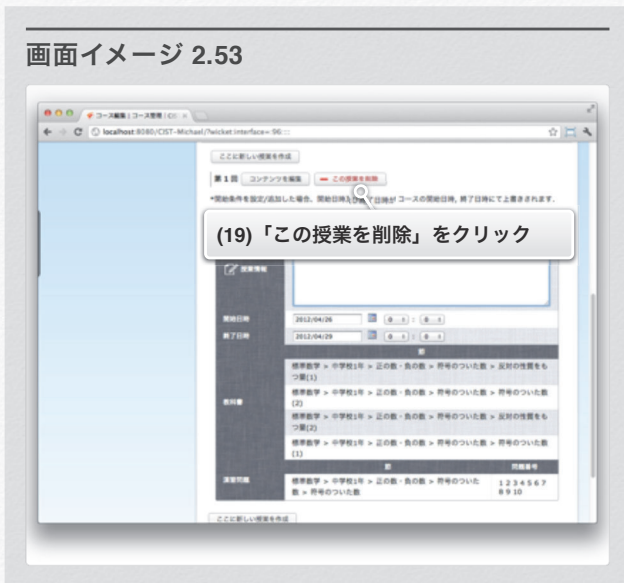 画面イメージ 2.53
コース編集 | コース管理 | CIS
localhost:8080/CIST-Michael/?wicket:interface=:96:::
ここに新しい授業を作成
第1回 コンテンツを編集 この授業を削除
*開始条件を設定/追加した場合、開始日時及び終了日時が コースの開始日時, 終了日時にて上書きされます.
(19)「この授業を削除」をクリック
授業情報
開始日時 2012/04/26 0 : 0
終了日時 2012/04/29 0 : 0
節
標準数学 > 中学校1年 > 正の数・負の数 > 符号のついた数 > 反対の性質をも
つ量(1)
標準数学 > 中学校1年 > 正の数・負の数 > 符号のついた数 > 符号のついた数
教科書
(2)
標準数学 > 中学校1年 > 正の数・負の数 > 符号のついた数 > 反対の性質をも
つ量(2)
標準数学 > 中学校1年 > 正の数・負の数 > 符号のついた数 > 符号のついた数
(1)
節 問題番号
演習問題
標準数学 > 中学校1年 > 正の数・負の数 > 符号のついた
数 > 符号のついた数
1 2 3 4 5 6 7
8 9 10
ここに新しい授業を作成